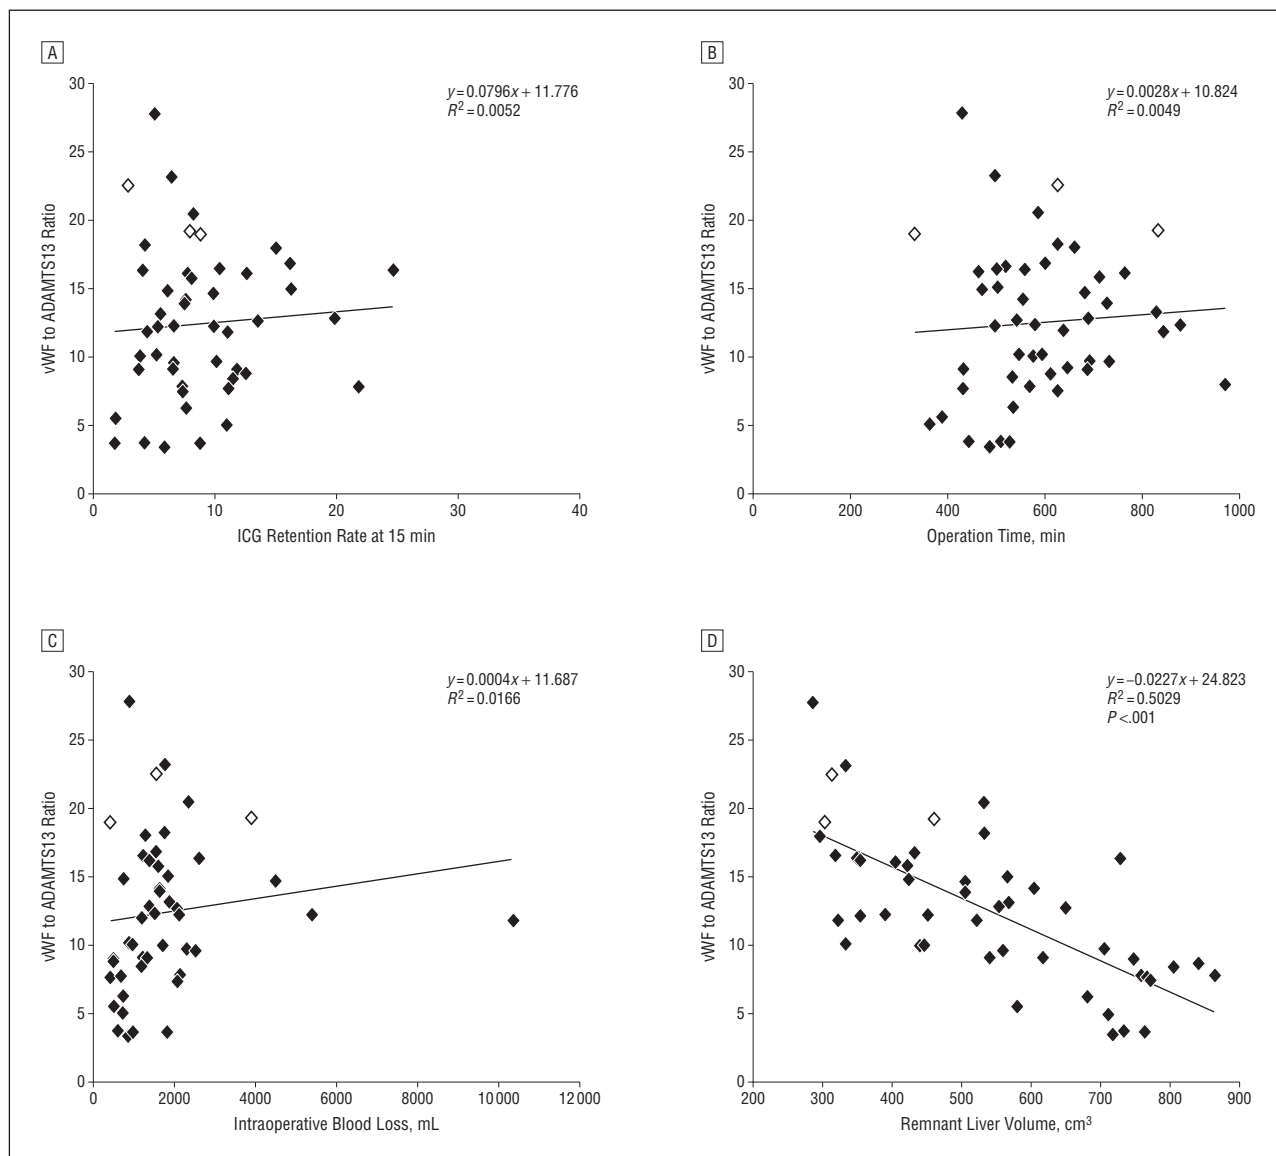 A
vWF to ADAMTS13 Ratio
30
25
20
15
10
5
0
y=0.0796x+11.776
R²=0.0052
0 10 20 30 40
ICG Retention Rate at 15 min
B
vWF to ADAMTS13 Ratio
30
25
20
15
10
5
0
y=0.0028x+10.824
R²=0.0049
0 200 400 600 800 1000
Operation Time, min
C
vWF to ADAMTS13 Ratio
30
25
20
15
10
5
0
y=0.0004x+11.687
R²=0.0166
0 2000 4000 6000 8000 10 000 12 000
Intraoperative Blood Loss, mL
D
vWF to ADAMTS13 Ratio
30
25
20
15
10
5
0
y=−0.0227x+24.823
R²=0.5029
P<.001
200 300 400 500 600 700 800 900
Remnant Liver Volume, cm³